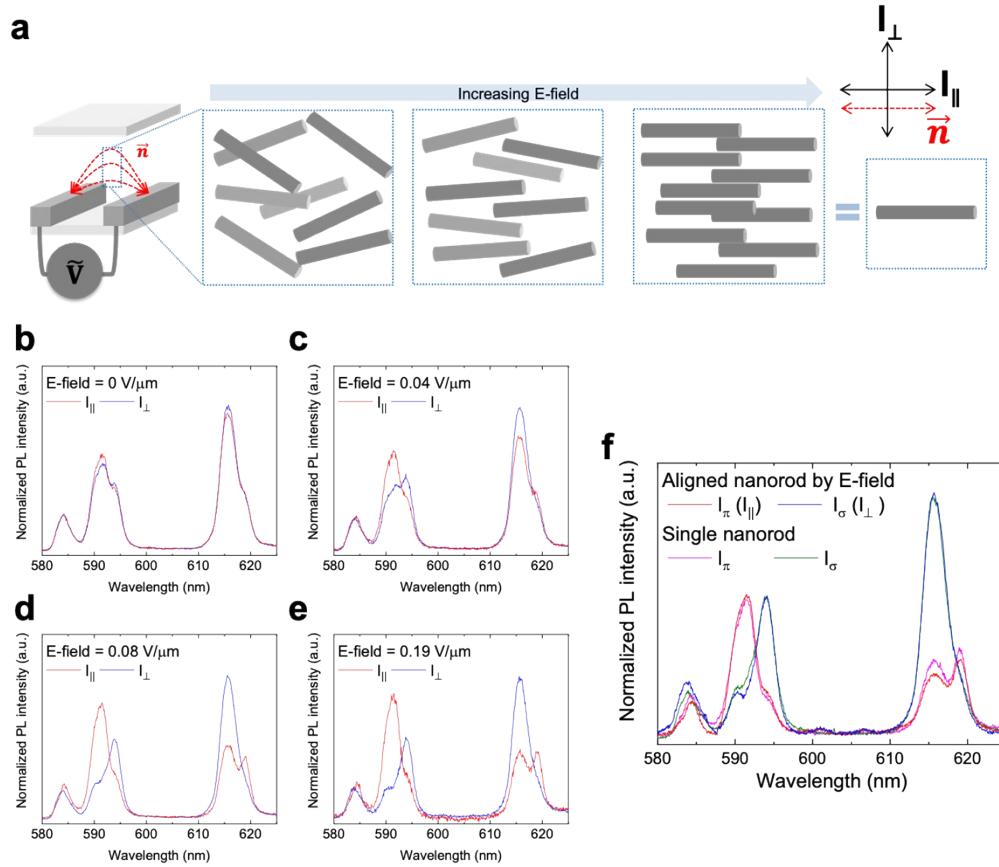 a
Increasing E-field
I⊥
I||
n⃗
n⃗
Ṽ
b
E-field = 0 V/μm
I|| I⊥
Normalized PL intensity (a.u.)
580 590 600 610 620
Wavelength (nm)
c
E-field = 0.04 V/μm
I|| I⊥
Normalized PL intensity (a.u.)
580 590 600 610 620
Wavelength (nm)
d
E-field = 0.08 V/μm
I|| I⊥
Normalized PL intensity (a.u.)
580 590 600 610 620
Wavelength (nm)
e
E-field = 0.19 V/μm
I|| I⊥
Normalized PL intensity (a.u.)
580 590 600 610 620
Wavelength (nm)
f
Aligned nanorod by E-field
Iπ (I||) Iσ (I⊥)
Single nanorod
Iπ Iσ
Normalized PL intensity (a.u.)
580 590 600 610 620
Wavelength (nm)